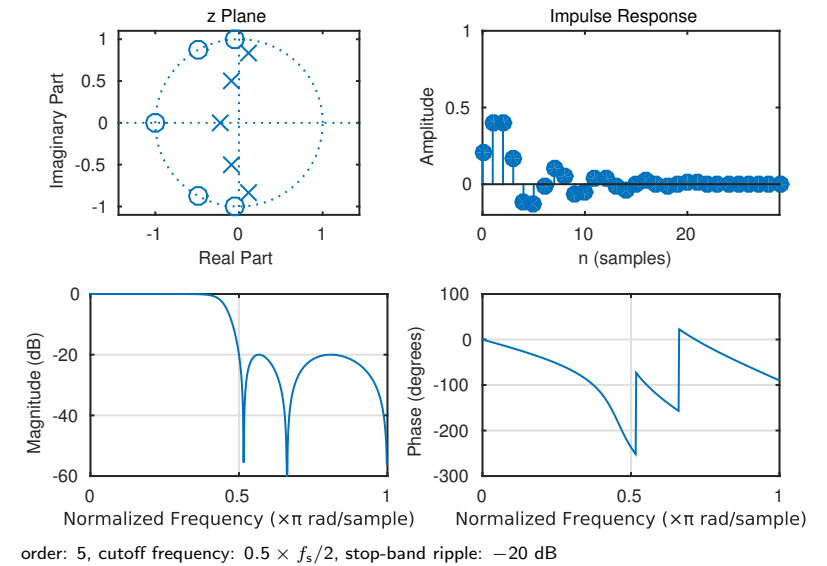 z Plane
Imaginary Part
1
0.5
0
-0.5
-1
-1
0
1
Real Part
Impulse Response
Amplitude
1
0.5
0
0
10
20
n (samples)
Magnitude (dB)
0
-20
-40
-60
0
0.5
1
Normalized Frequency (×π rad/sample)
Phase (degrees)
100
0
-100
-200
-300
0
0.5
1
Normalized Frequency (×π rad/sample)
order: 5, cutoff frequency: 0.5 × fs/2, stop-band ripple: −20 dB